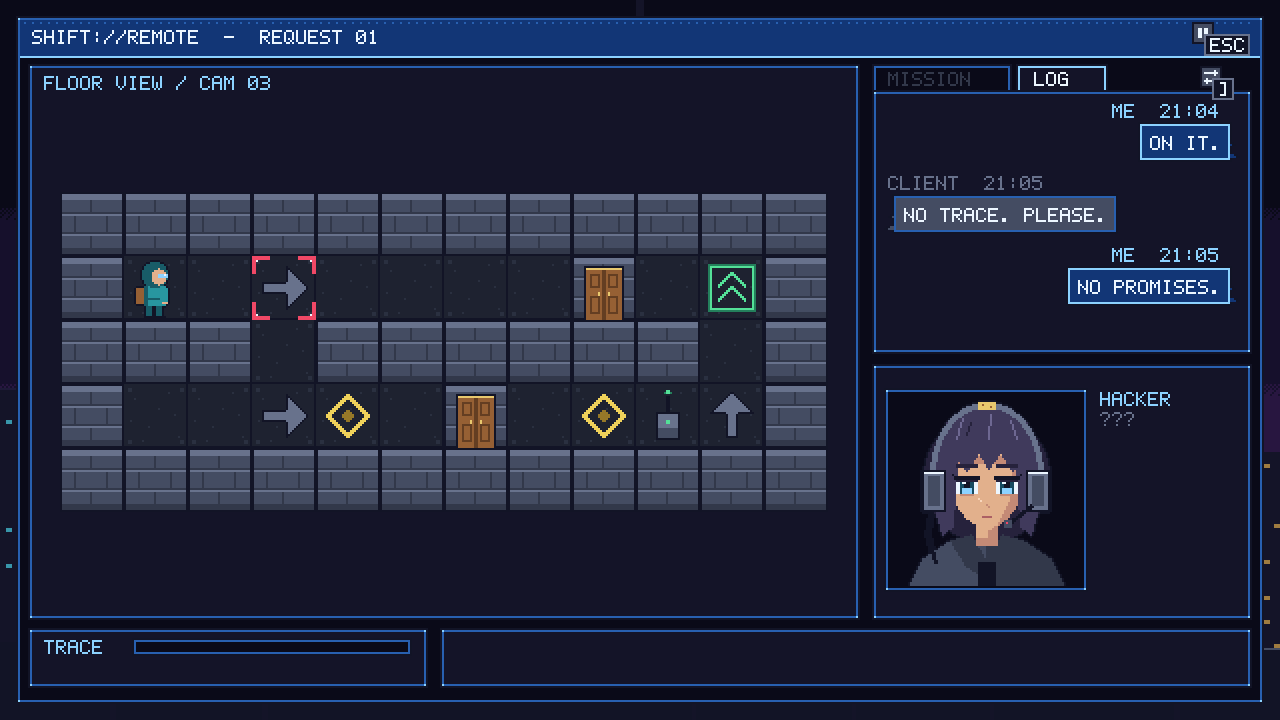 SHIFT://REMOTE - REQUEST 01
ESC
FLOOR VIEW / CAM 03
MISSION
LOG
]
ME 21:04
ON IT.
CLIENT 21:05
NO TRACE. PLEASE.
ME 21:05
NO PROMISES.
HACKER
???
TRACE